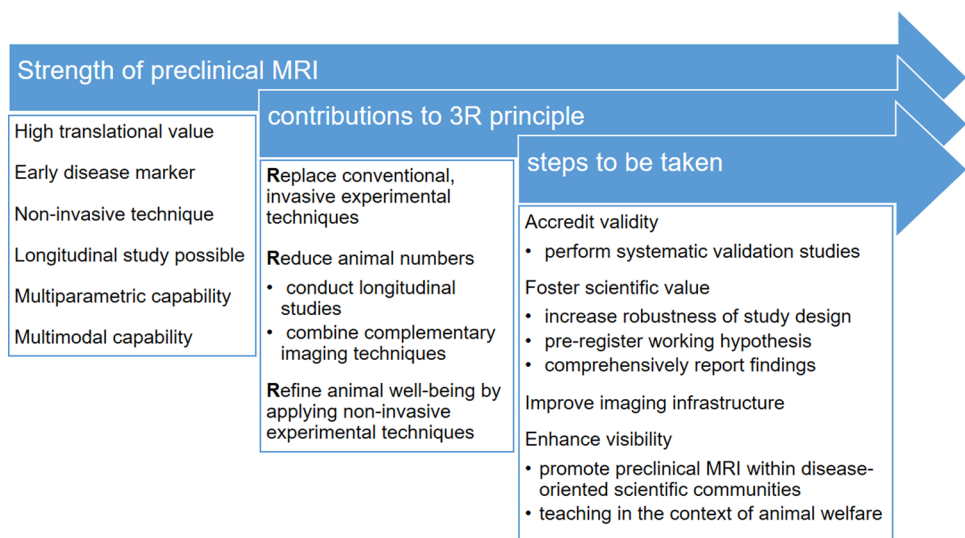 Strength of preclinical MRI
High translational value
Early disease marker
Non-invasive technique
Longitudinal study possible
Multiparametric capability
Multimodal capability
contributions to 3R principle
Replace conventional,
invasive experimental
techniques
Reduce animal numbers
• conduct longitudinal
studies
• combine complementary
imaging techniques
Refine animal well-being by
applying non-invasive
experimental techniques
steps to be taken
Accredit validity
• perform systematic validation studies
Foster scientific value
• increase robustness of study design
• pre-register working hypothesis
• comprehensively report findings
Improve imaging infrastructure
Enhance visibility
• promote preclinical MRI within disease-
oriented scientific communities
• teaching in the context of animal welfare